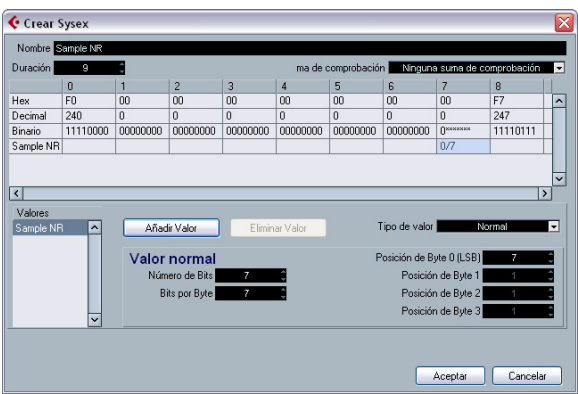 Crear Sysex
Nombre Sample NR
Duración 9 ma de comprobación Ninguna suma de comprobación
0 1 2 3 4 5 6 7 8
Hex F0 00 00 00 00 00 00 00 F7
Decimal 240 0 0 0 0 0 0 0 247
Binario 11110000 00000000 00000000 00000000 00000000 00000000 00000000 0******* 11110111
Sample NR 0/7
Valores
Sample NR Añadir Valor Eliminar Valor Tipo de valor Normal
Valor normal Posición de Byte 0 (LSB) 7
Número de Bits 7 Posición de Byte 1 1
Bits por Byte 7 Posición de Byte 2 1
Posición de Byte 3 1
Aceptar Cancelar